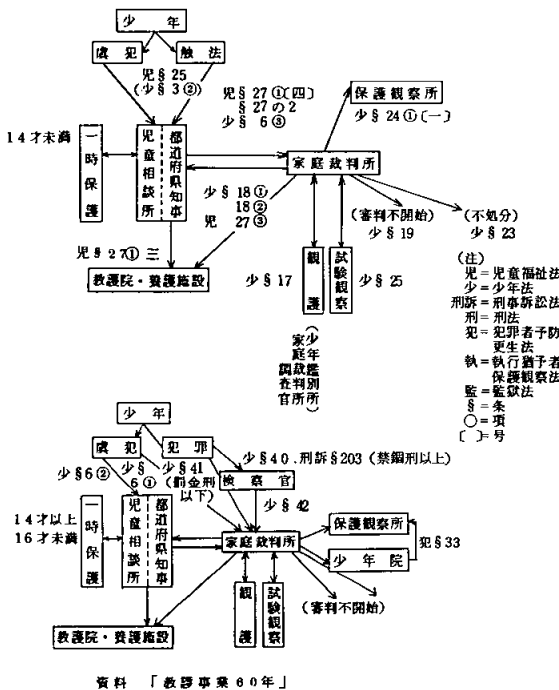 少年
虞犯
触法
児§25
(少§3②)
14才未満
一時保護
児童相談所
都道府県知事
児§27①〔四〕
§27の2
少§6③
保護観察所
少§24①〔一〕
家庭裁判所
少§18①
18②
児 27③
(審判不開始)
少§19
(不処分)
少§23
児§27①三
教護院・養護施設
少§17
観護
試験観察
少§25
(少年鑑別所)
家庭裁判所
調査官
(注)
児=児童福祉法
少=少年法
刑訴=刑事訴訟法
刑=刑法
犯=犯罪者予防
更生法
執=執行猶予者
保護観察法
監=監獄法
§=条
○=項
〔 〕=号
少年
虞犯
犯罪
少§6②
少§
6①
少§41
(罰金刑
以下)
少§40.刑訴§203(禁錮刑以上)
検察官
少§42
14才以上
16才未満
一時保護
児童相談所
都道府県知事
家庭裁判所
保護観察所
少年院
犯§33
(審判不開始)
観護
試験観察
教護院・養護施設
資料 「教護事業60年」